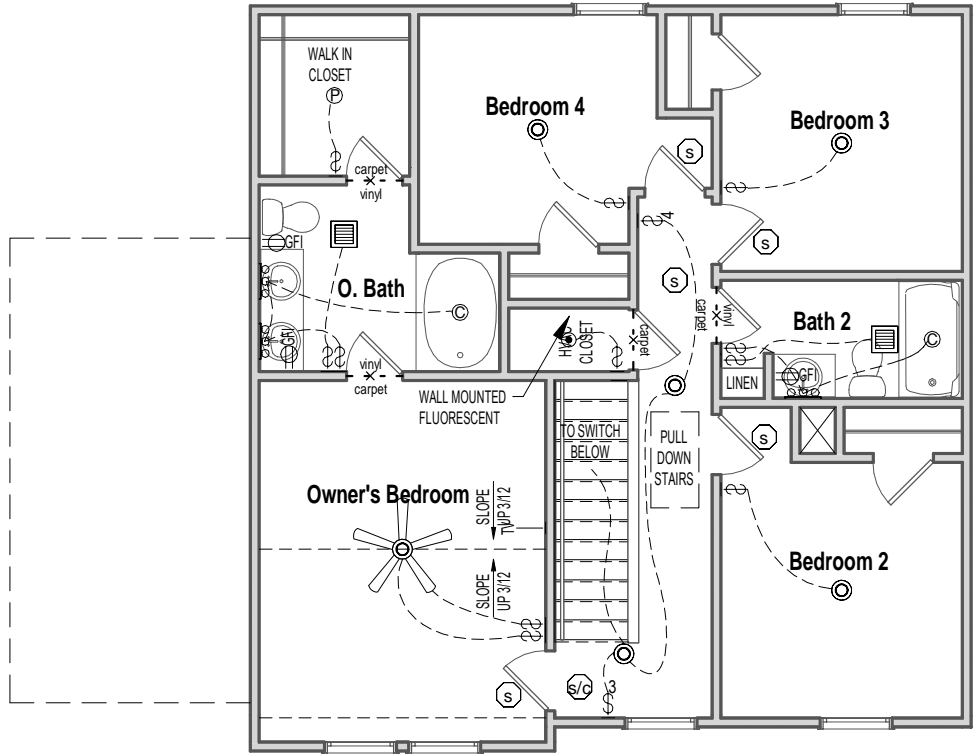 WALK IN
CLOSET
P
carpet
vinyl
Bedroom 4
Bedroom 3
S
4
S
S
GFI
O. Bath
C
GFI
vinyl
carpet
HVAC
CLOSET
carpet
carpet
vinyl
Bath 2
C
GFI
LINEN
WALL MOUNTED
FLUORESCENT
TO SWITCH
BELOW
PULL
DOWN
STAIRS
S
Owner's Bedroom
SLOPE
UP 3/12
TV
SLOPE
UP 3/12
Bedroom 2
S
s/c
3